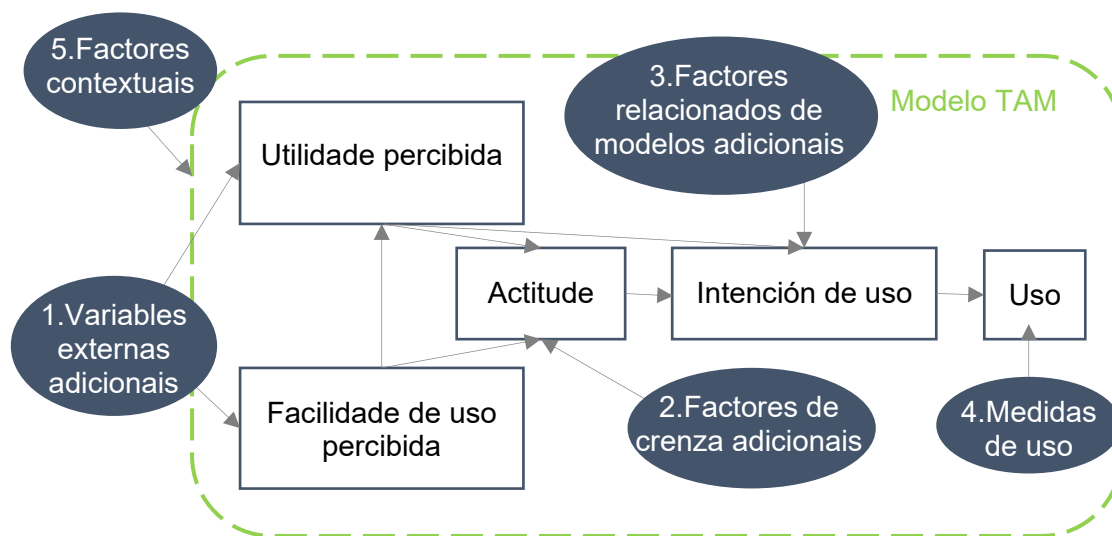 5.Factores
contextuais
3.Factores
relacionados de
modelos adicionais
Modelo TAM
Utilidade percibida
1.Variables
externas
adicionais
Actitude
Intención de uso
Uso
Facilidade de uso
percibida
2.Factores de
crenza adicionais
4.Medidas
de uso